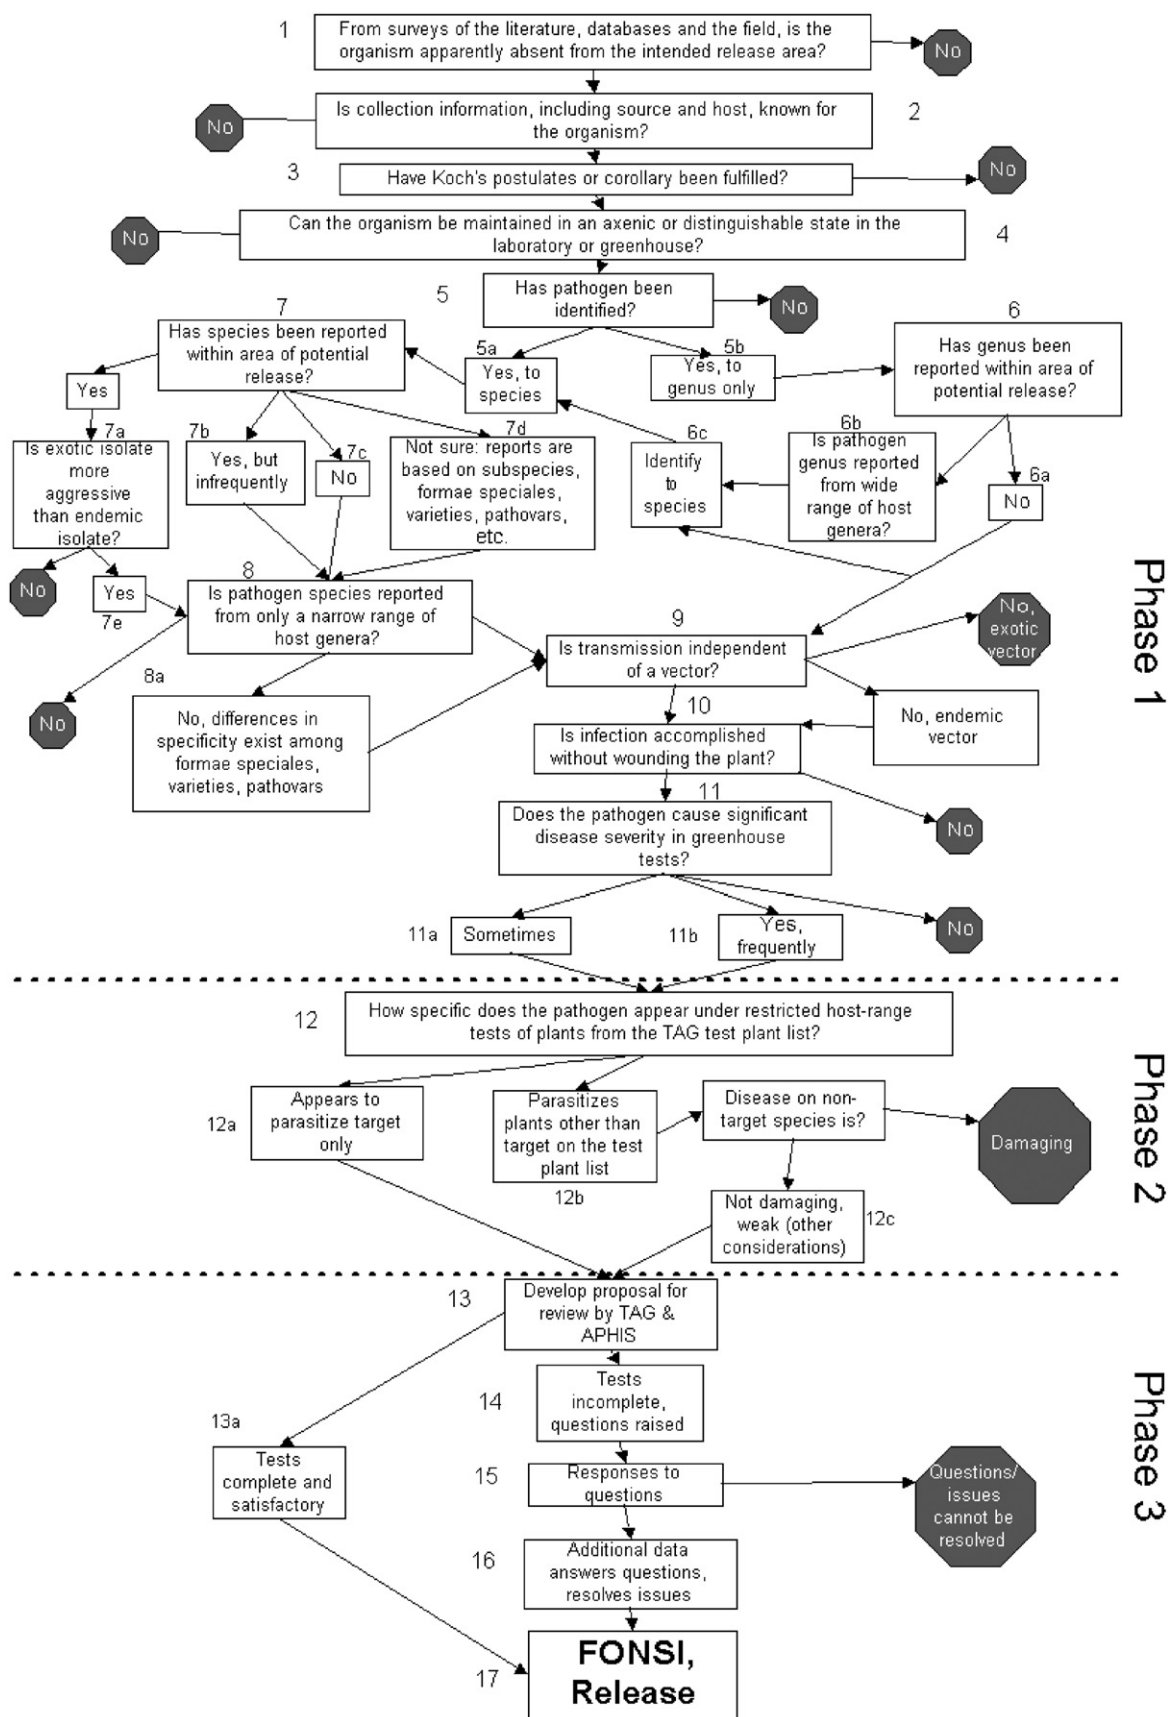 1
From surveys of the literature, databases and the field, is
the organism apparently absent from the intended release area?
No
No
Is collection information, including source and host, known for
the organism?
2
3
Have Koch's postulates or corollary been fulfilled?
No
No
Can the organism be maintained in an axenic or distinguishable state in the
laboratory or greenhouse?
4
5
Has pathogen been
identified?
No
7
Has species been reported
within area of potential
release?
5a
Yes, to
species
5b
Yes, to
genus only
6
Has genus been
reported within area of
potential release?
Yes
7a
Is exotic isolate
more
aggressive
than endemic
isolate?
7b
Yes, but
infrequently
7c
No
7d
Not sure: reports are
based on subspecies,
formae speciales,
varieties, pathovars,
etc.
6c
Identify
to
species
6b
Is pathogen
genus reported
from wide
range of host
genera?
6a
No
No
Yes
7e
8
Is pathogen species reported
from only a narrow range of
host genera?
9
Is transmission independent
of a vector?
No,
exotic
vector
Phase 1
8a
No
No, differences in
specificity exist among
formae speciales,
varieties, pathovars
10
Is infection accomplished
without wounding the plant?
No, endemic
vector
11
Does the pathogen cause significant
disease severity in greenhouse
tests?
No
11a
Sometimes
11b
Yes,
frequently
No
12
How specific does the pathogen appear under restricted host-range
tests of plants from the TAG test plant list?
12a
Appears to
parasitize target
only
Parasitizes
plants other than
target on the test
plant list
12b
Disease on non-
target species is?
Damaging
Phase 2
Not damaging,
weak (other
considerations)
12c
13
Develop proposal for
review by TAG &
APHIS
14
Tests
incomplete,
questions raised
13a
Tests
complete and
satisfactory
15
Responses to
questions
Questions/
issues
cannot be
resolved
Phase 3
16
Additional data
answers questions,
resolves issues
17
FONSI,
Release